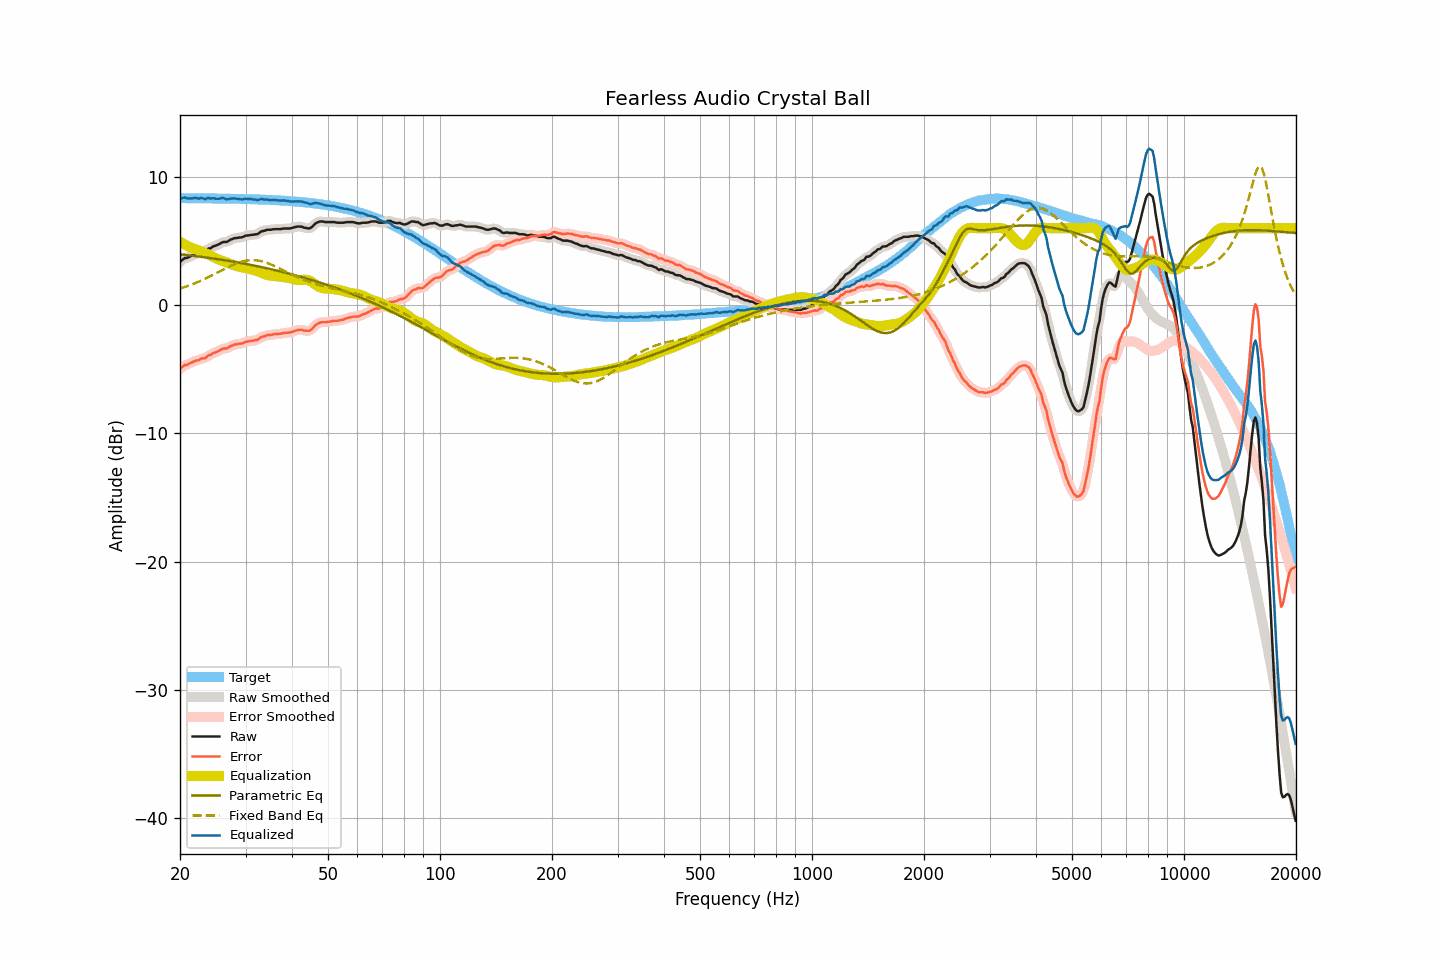 Fearless Audio Crystal Ball
Amplitude (dBr)
10
0
−10
−20
−30
−40
Target
Raw Smoothed
Error Smoothed
Raw
Error
Equalization
Parametric Eq
Fixed Band Eq
Equalized
20 50 100 200 500 1000 2000 5000 10000 20000
Frequency (Hz)